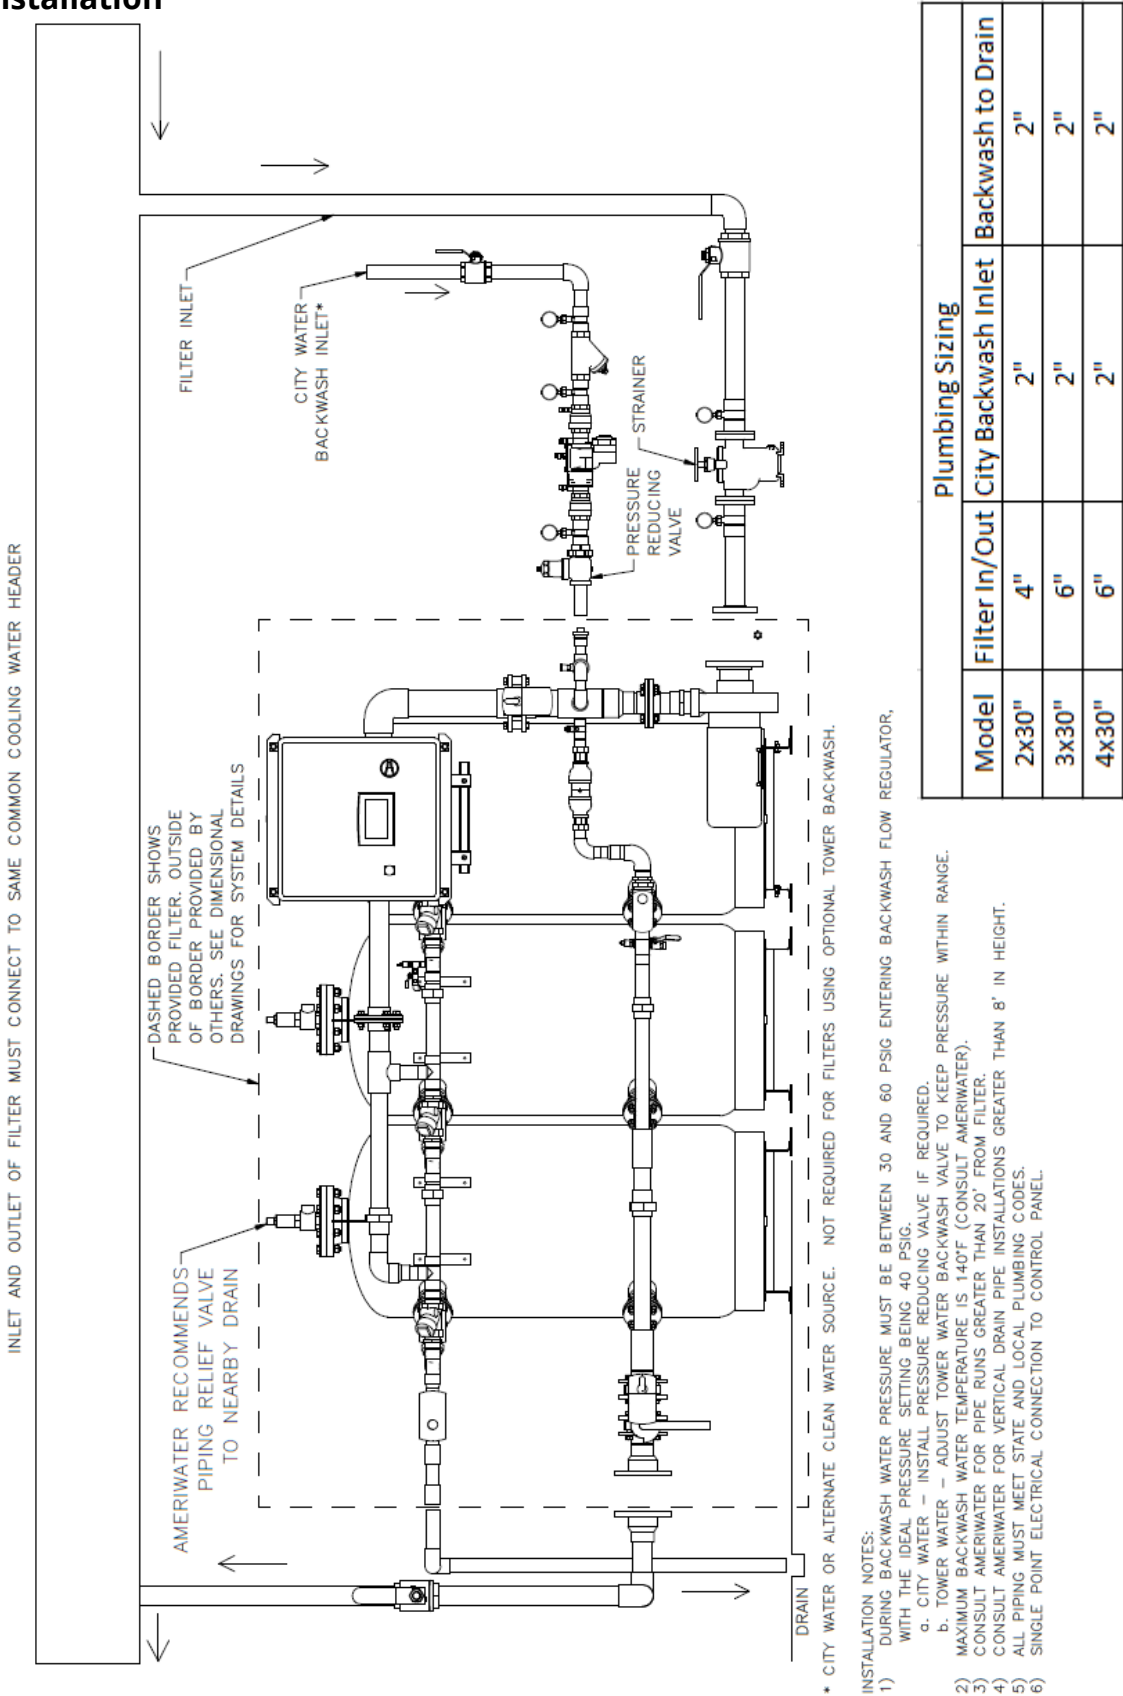 nstallation
INLET AND OUTLET OF FILTER MUST CONNECT TO SAME COMMON COOLING WATER HEADER
FILTER INLET
CITY WATER
BACKWASH INLET*
STRAINER
PRESSURE
REDUCING
VALVE
DASHED BORDER SHOWS
PROVIDED FILTER. OUTSIDE
OF BORDER PROVIDED BY
OTHERS. SEE DIMENSIONAL
DRAWINGS FOR SYSTEM DETAILS
AMERIWATER RECOMMENDS
PIPING RELIEF VALVE
TO NEARBY DRAIN
DRAIN
* CITY WATER OR ALTERNATE CLEAN WATER SOURCE. NOT REQUIRED FOR FILTERS USING OPTIONAL TOWER BACKWASH.
INSTALLATION NOTES:
1) DURING BACKWASH WATER PRESSURE MUST BE BETWEEN 30 AND 60 PSIG ENTERING BACKWASH FLOW REGULATOR,
WITH THE IDEAL PRESSURE SETTING BEING 40 PSIG.
a. CITY WATER – INSTALL PRESSURE REDUCING VALVE IF REQUIRED.
b. TOWER WATER – ADJUST TOWER WATER BACKWASH VALVE TO KEEP PRESSURE WITHIN RANGE.
2) MAXIMUM BACKWASH WATER TEMPERATURE IS 140°F (CONSULT AMERIWATER).
3) CONSULT AMERIWATER FOR PIPE RUNS GREATER THAN 20' FROM FILTER.
4) CONSULT AMERIWATER FOR VERTICAL DRAIN PIPE INSTALLATIONS GREATER THAN 8' IN HEIGHT.
5) ALL PIPING MUST MEET STATE AND LOCAL PLUMBING CODES.
6) SINGLE POINT ELECTRICAL CONNECTION TO CONTROL PANEL.
Plumbing Sizing
Model Filter In/Out City Backwash Inlet Backwash to Drain
2x30" 4" 2" 2"
3x30" 6" 2" 2"
4x30" 6" 2" 2"